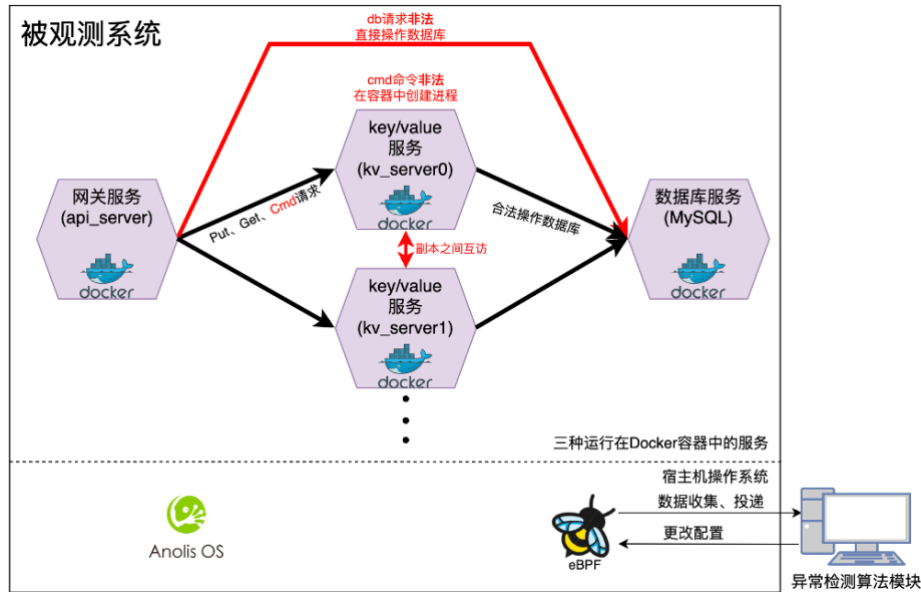 被观测系统
db请求非法
直接操作数据库
cmd命令非法
在容器中创建进程
key/value
服务
(kv_server0)
docker
网关服务
(api_server)
docker
Put、Get、Cmd请求
合法操作数据库
数据库服务
(MySQL)
docker
副本之间互访
key/value
服务
(kv_server1)
docker
三种运行在Docker容器中的服务
宿主机操作系统
数据收集、投递
更改配置
Anolis OS
eBPF
异常检测算法模块